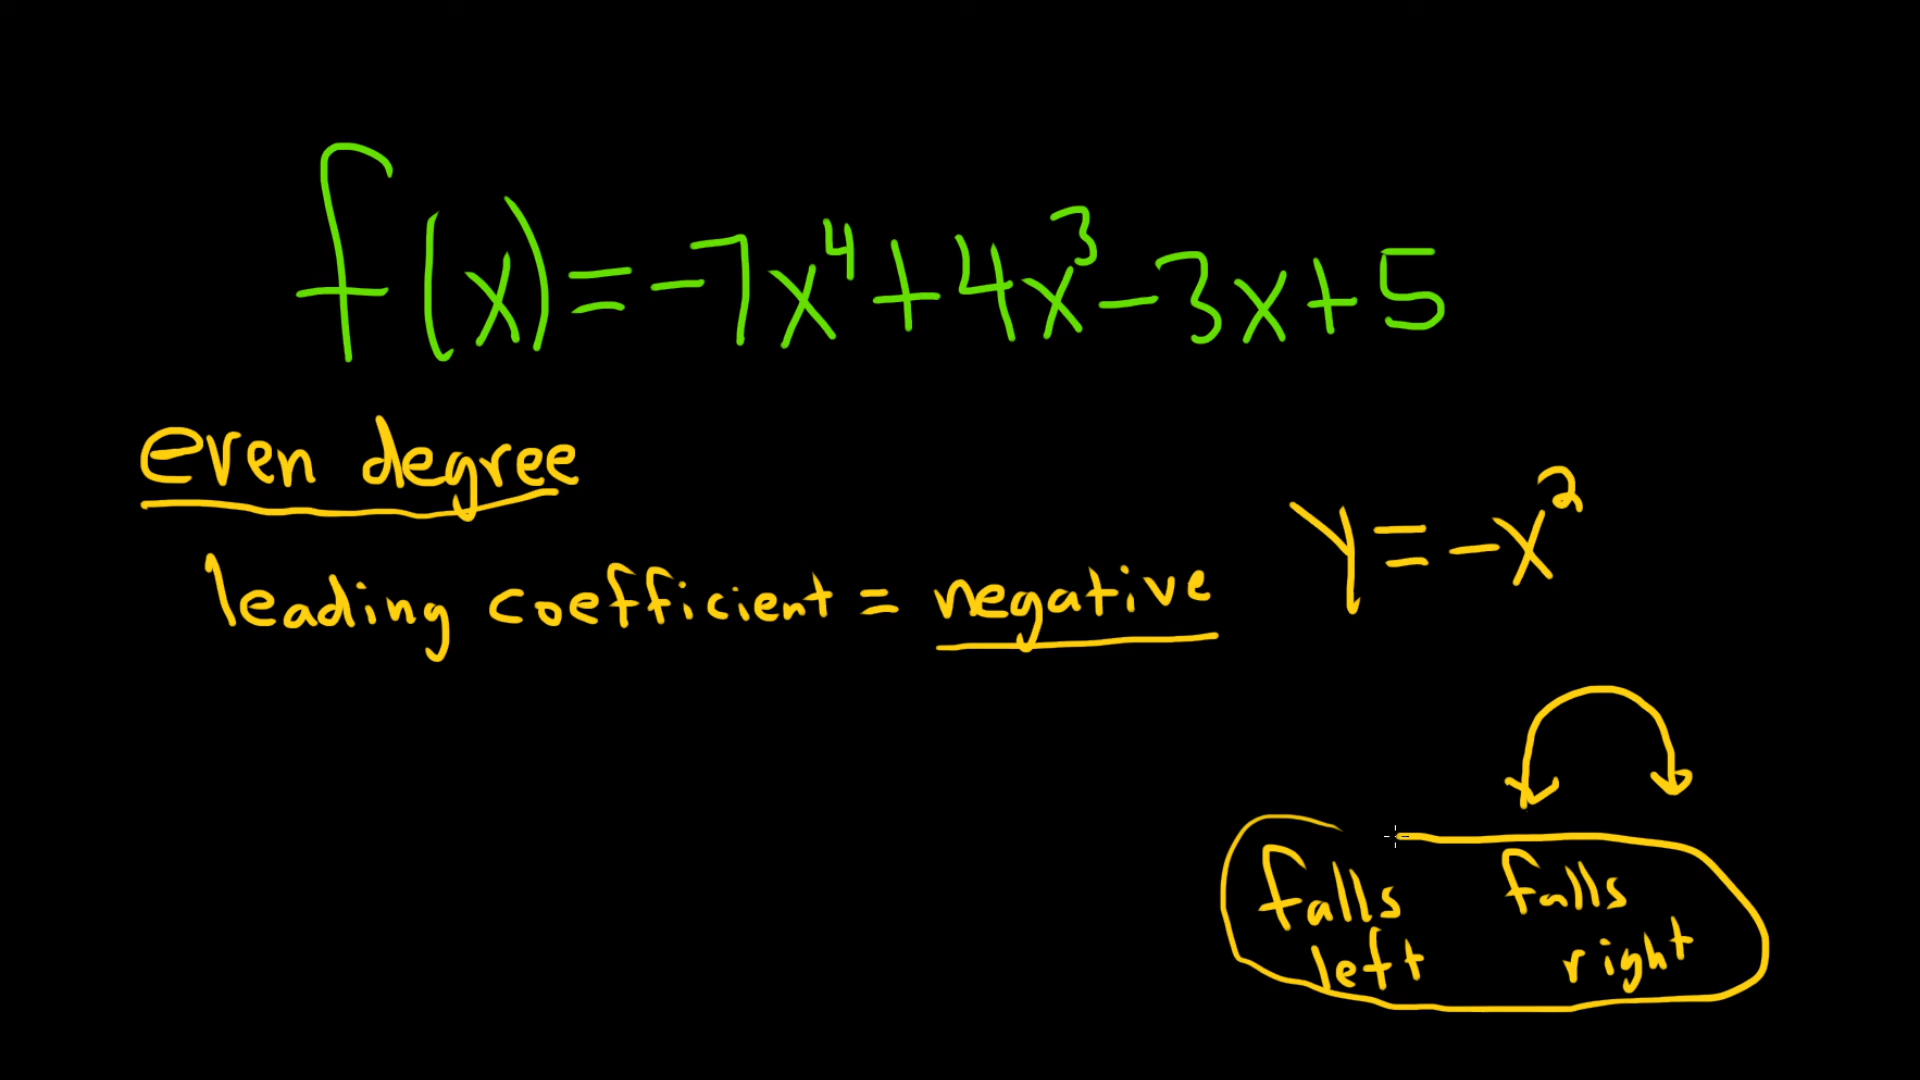 f(x)=-7x⁴+4x³-3x+5
even degree
leading coefficient = negative
y=-x²
falls left
falls right